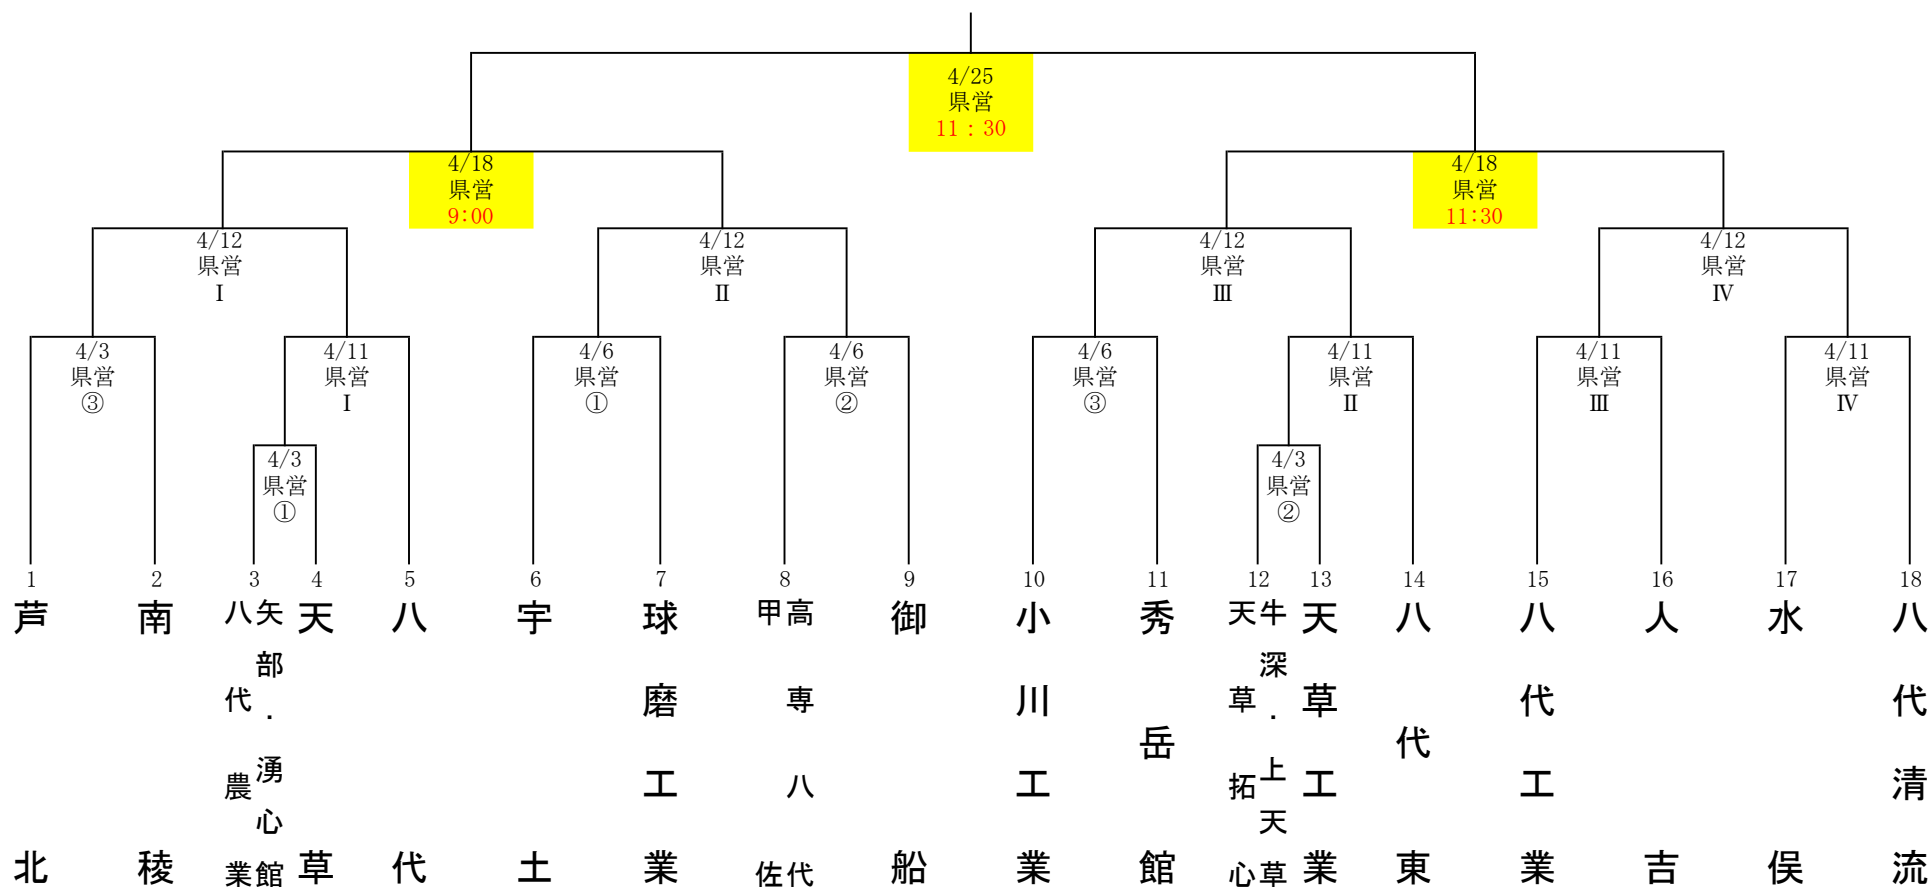 4/25
県営
11：30
4/18
県営
9:00
4/18
県営
11:30
4/12
県営
Ⅰ
4/12
県営
Ⅱ
4/12
県営
Ⅲ
4/12
県営
Ⅳ
4/3
県営
③
4/11
県営
Ⅰ
4/6
県営
①
4/6
県営
②
4/6
県営
③
4/11
県営
Ⅱ
4/11
県営
Ⅲ
4/11
県営
Ⅳ
4/3
県営
①
4/3
県営
②
1
芦北
2
南稜
3
矢部・湧心館
八代農業
4
天草
5
八代
6
宇土
7
球磨工業
8
高専八代
甲佐
9
御船
10
小川工業
11
秀岳館
12
牛深・上天草
天草拓心
13
天草工業
14
八代東
15
八代工業
16
人吉
17
水俣
18
八代清流